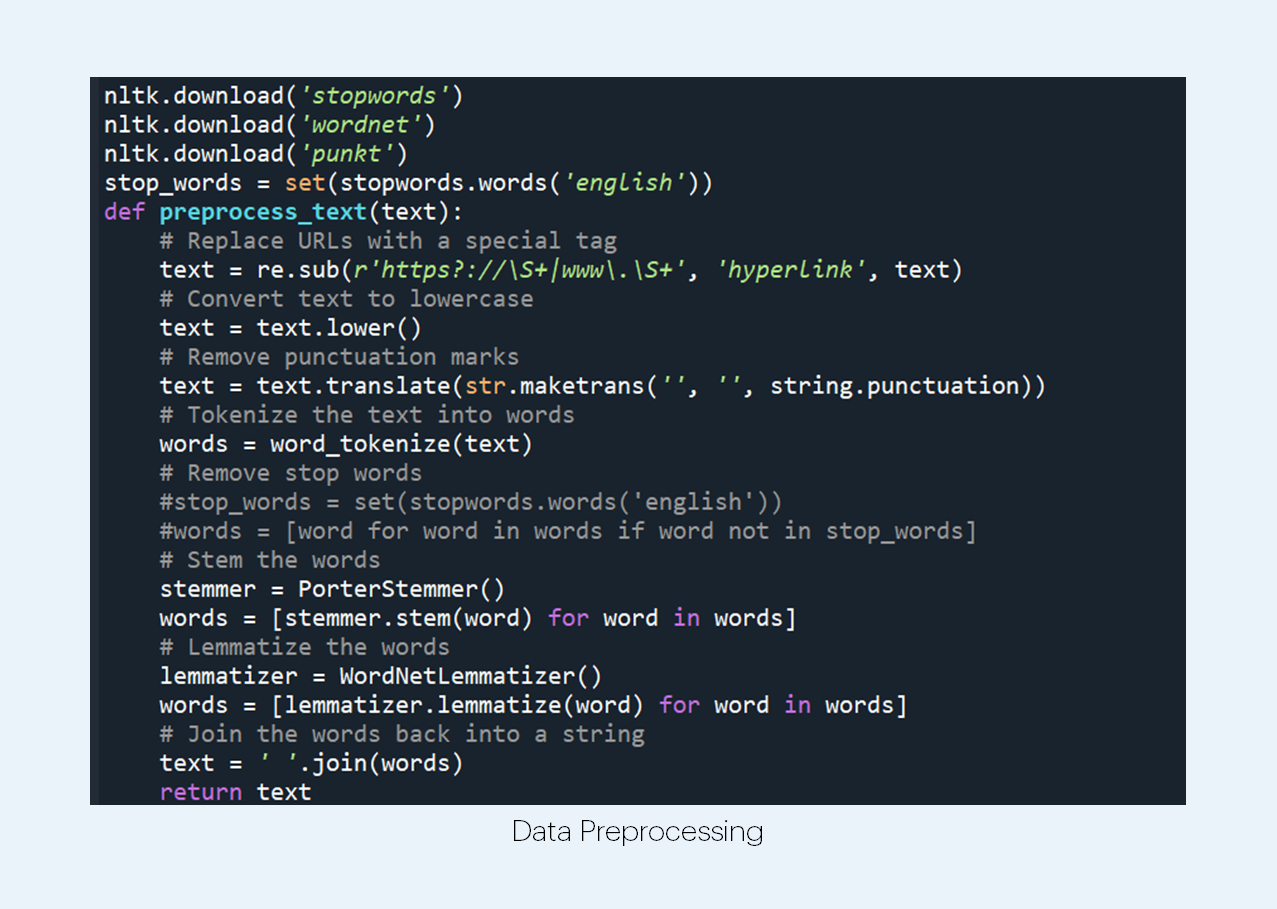 nltk.download('stopwords')
nltk.download('wordnet')
nltk.download('punkt')
stop_words = set(stopwords.words('english'))
def preprocess_text(text):
    # Replace URLs with a special tag
    text = re.sub(r'https?://\S+|www\.\S+', 'hyperlink', text)
    # Convert text to lowercase
    text = text.lower()
    # Remove punctuation marks
    text = text.translate(str.maketrans('', '', string.punctuation))
    # Tokenize the text into words
    words = word_tokenize(text)
    # Remove stop words
    #stop_words = set(stopwords.words('english'))
    #words = [word for word in words if word not in stop_words]
    # Stem the words
    stemmer = PorterStemmer()
    words = [stemmer.stem(word) for word in words]
    # Lemmatize the words
    lemmatizer = WordNetLemmatizer()
    words = [lemmatizer.lemmatize(word) for word in words]
    # Join the words back into a string
    text = ' '.join(words)
    return text
Data Preprocessing